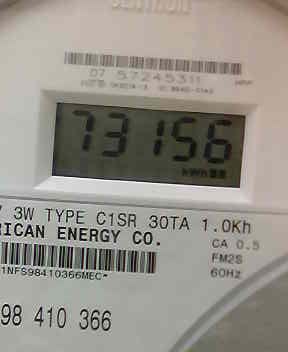 07 57245311
73156
kWh
7 3W TYPE C1SR 30TA 1.0Kh
RICAN ENERGY CO.
CA 0.5
FM2S
60Hz
1NFS98410366MEC*
98 410 366